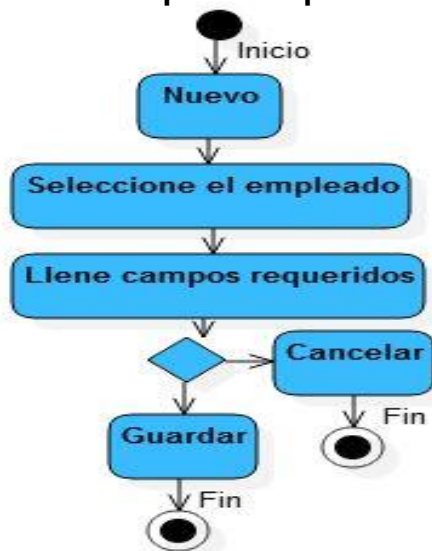 Inicio
Nuevo
Seleccione el empleado
Llene campos requeridos
Cancelar
Fin
Guardar
Fin